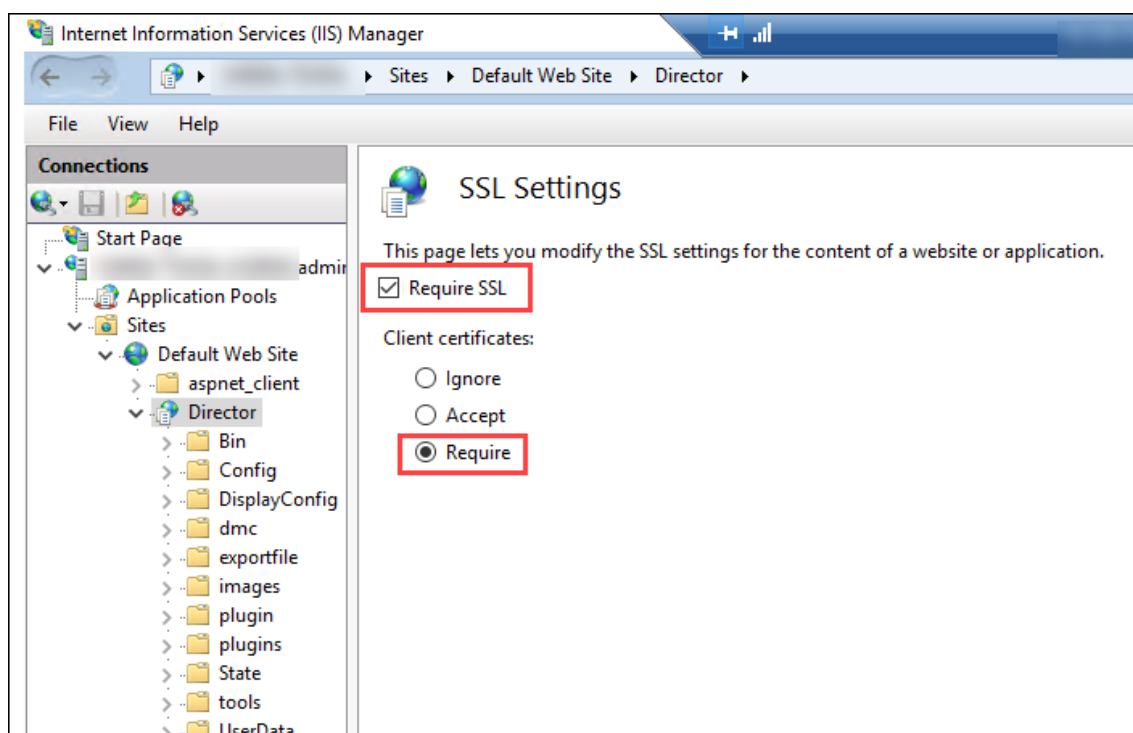 Internet Information Services (IIS) Manager
Sites Default Web Site Director
File View Help
Connections
SSL Settings
Start Page
This page lets you modify the SSL settings for the content of a website or application.
admin
Require SSL
Application Pools
Sites
Client certificates:
Default Web Site
Ignore
aspnet_client
Director
Accept
Bin
Require
Config
DisplayConfig
dmc
exportfile
images
plugin
plugins
State
tools
UserData